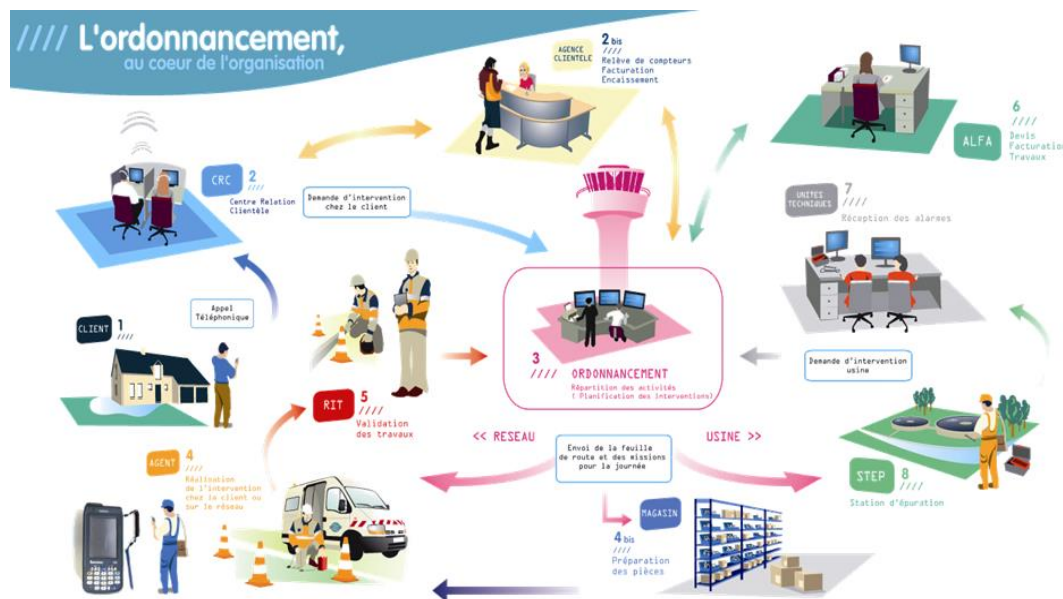 //// L'ordonnancement,
au coeur de l'organisation
AGENCE
CLIENTELE
2 bis
////
Relève de compteurs
Facturation
Encaissement
6
////
ALFA
Devis
Facturation
Travaux
CRC
2
////
Centre Relation
Clientèle
Demande d'intervention
chez le client
UNITES
TECHNIQUES
7
////
Réception des alarmes
Appel
Téléphonique
CLIENT
1
////
3
////
ORDONNANCEMENT
Répartition des activités
( Planification des interventions)
Demande d'intervention
usine
RIT
5
////
Validation
des travaux
<< RESEAU
Envoi de la feuille
de route et des missions
pour la journée
USINE >>
AGENT
4
////
Réalisation
de l'intervention
chez le client ou
sur le réseau
STEP
8
////
Station d'épuration
MAGASIN
4 bis
////
Préparation
des pièces